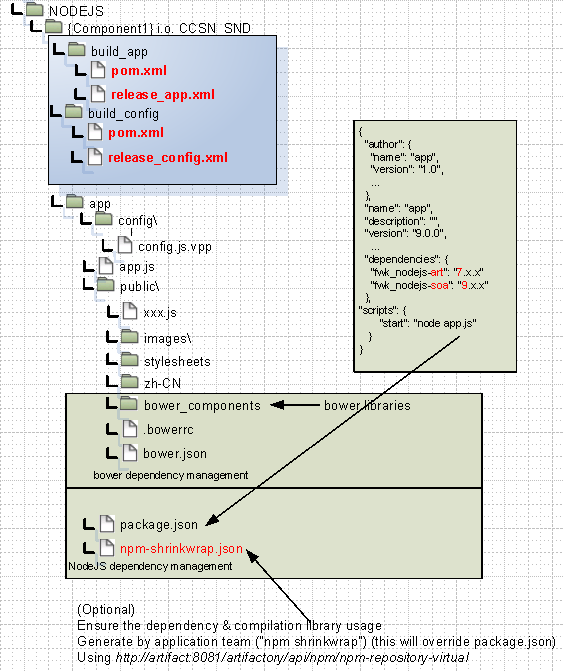 NODEJS
{Component1} i.o. CCSN_SND
build_app
pom.xml
release_app.xml
build_config
pom.xml
release_config.xml
app
config\
config.js.vpp
app.js
public\
xxx.js
images\
stylesheets
zh-CN
bower_components
bower libraries
.bowerrc
bower.json
bower dependency management
package.json
npm-shrinkwrap.json
NodeJS dependency management
{
"author": {
"name": "app",
"version": "1.0",
...
},
"name": "app",
"description": "",
"version": "9.0.0",
...
"dependencies": {
"fwk_nodejs-art": "7.x.x"
"fwk_nodejs-soa": "9.x.x"
},
"scripts": {
"start": "node app.js"
}
}
(Optional)
Ensure the dependency & compilation library usage
Generate by application team ("npm shrinkwrap") (this will override package.json)
Using http://artifact:8081/artifactory/api/npm/npm-repository-virtual